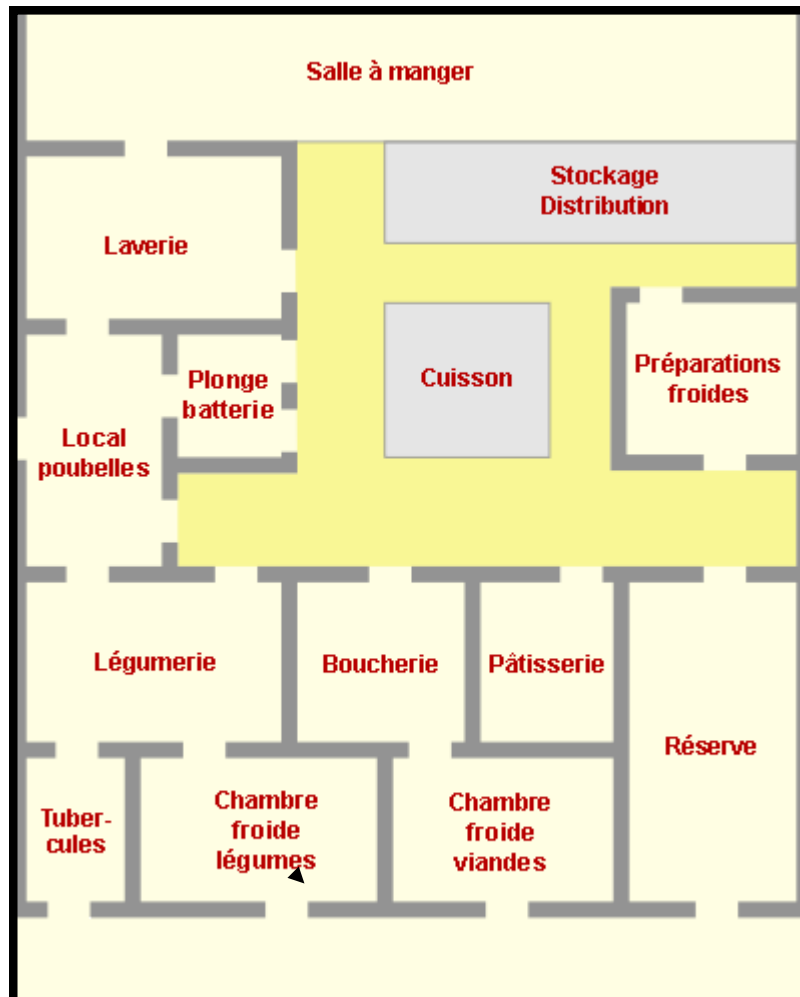 Salle à manger
Stockage
Distribution
Laverie
Préparations
froides
Cuisson
Plonge
batterie
Local
poubelles
Légumerie
Boucherie
Pâtisserie
Réserve
Tuber-
cules
Chambre
froide
légumes
Chambre
froide
viandes